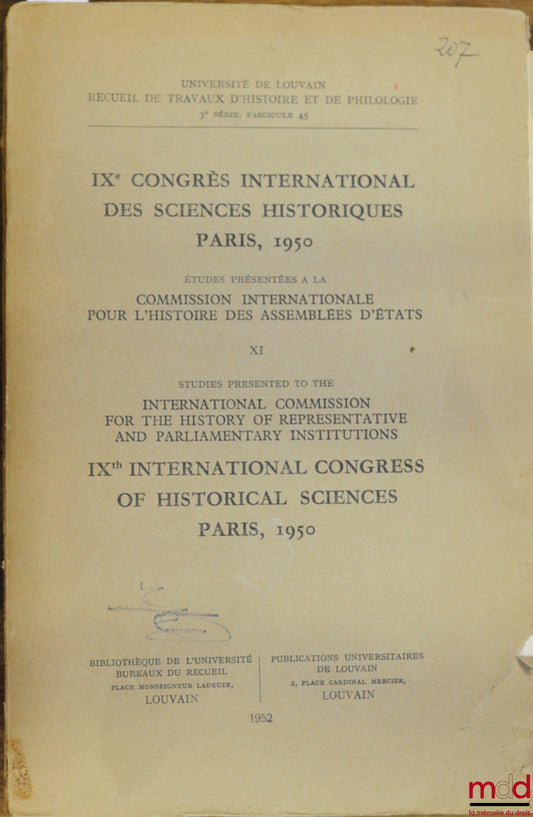 207
UNIVERSITÉ DE LOUVAIN
RECUEIL DE TRAVAUX D'HISTOIRE ET DE PHILOLOGIE
3e SÉRIE, FASCICULE 45
IXe CONGRÈS INTERNATIONAL
DES SCIENCES HISTORIQUES
PARIS, 1950
ÉTUDES PRÉSENTÉES A LA
COMMISSION INTERNATIONALE
POUR L'HISTOIRE DES ASSEMBLÉES D'ÉTATS
XI
STUDIES PRESENTED TO THE
INTERNATIONAL COMMISSION
FOR THE HISTORY OF REPRESENTATIVE
AND PARLIAMENTARY INSTITUTIONS
IXth INTERNATIONAL CONGRESS
OF HISTORICAL SCIENCES
PARIS, 1950
BIBLIOTHÈQUE DE L'UNIVERSITÉ
BUREAUX DU RECUEIL
PLACE MONSEIGNEUR LADEUZE,
LOUVAIN
PUBLICATIONS UNIVERSITAIRES
DE LOUVAIN
2, PLACE CARDINAL MERCIER,
LOUVAIN
1952
mdd
la mémoire du droit